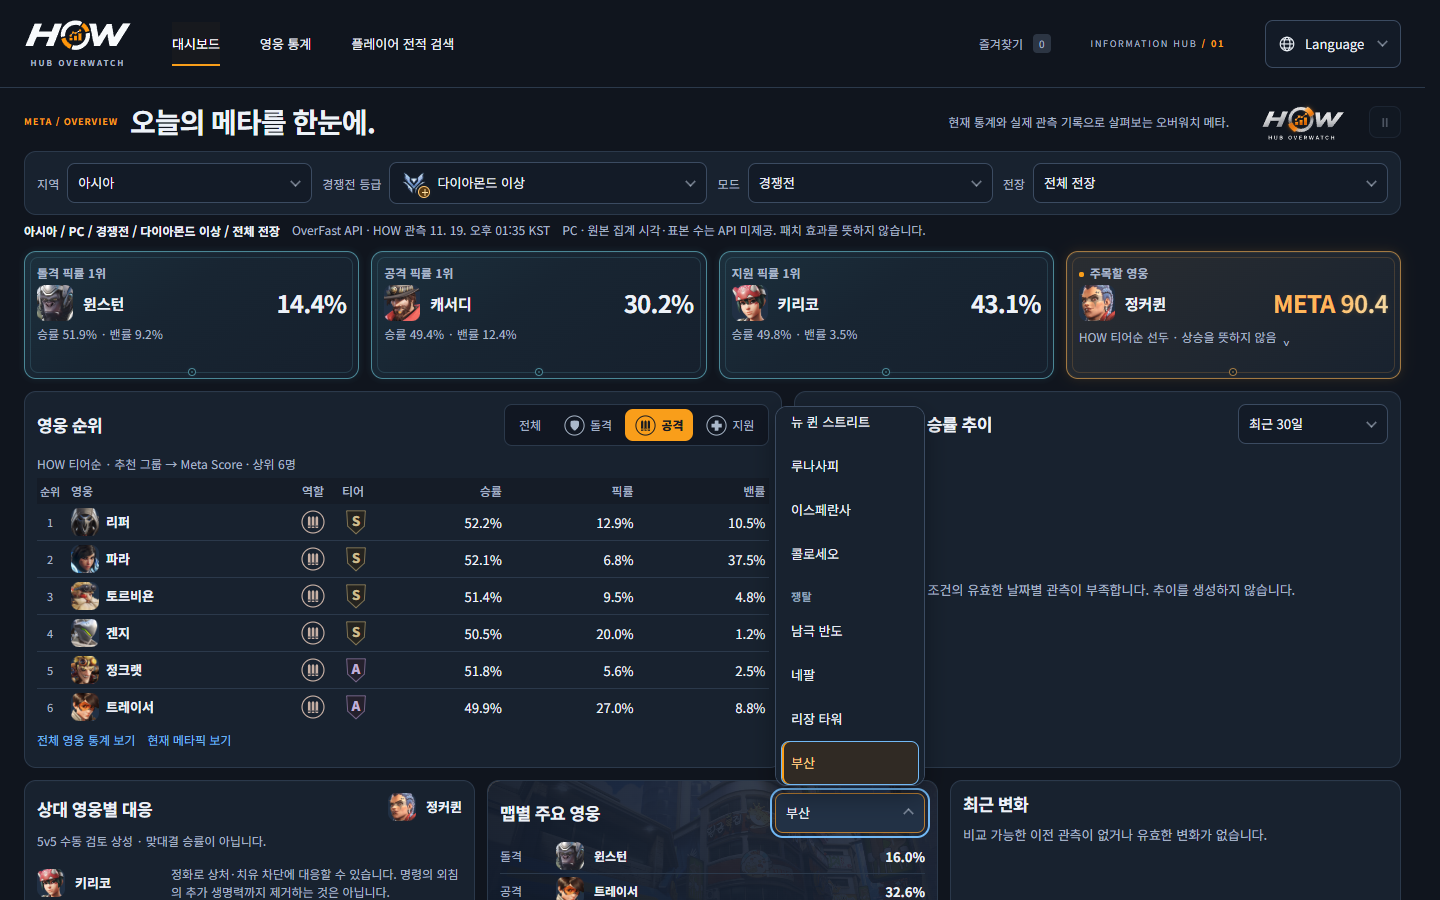 HOW
HUB OVERWATCH
대시보드
영웅 통계
플레이어 전적 검색
즐겨찾기 0
INFORMATION HUB / 01
Language
META / OVERVIEW
오늘의 메타를 한눈에.
현재 통계와 실제 관측 기록으로 살펴보는 오버워치 메타.
HOW
HUB OVERWATCH
지역 아시아
경쟁전 등급 다이아몬드 이상
모드 경쟁전
전장 전체 전장
아시아 / PC / 경쟁전 / 다이아몬드 이상 / 전체 전장 OverFast API · HOW 관측 11. 19. 오후 01:35 KST PC · 원본 집계 시각·표본 수는 API 미제공. 패치 효과를 뜻하지 않습니다.
돌격 픽률 1위
윈스턴 14.4%
승률 51.9% · 밴률 9.2%
공격 픽률 1위
캐서디 30.2%
승률 49.4% · 밴률 12.4%
지원 픽률 1위
키리코 43.1%
승률 49.8% · 밴률 3.5%
주목할 영웅
정커퀸 META 90.4
HOW 티어순 선두 · 상승을 뜻하지 않음
영웅 순위
전체 돌격 공격 지원
HOW 티어순 · 추천 그룹 → Meta Score · 상위 6명
순위 영웅 역할 티어 승률 픽률 밴률
1 리퍼 S 52.2% 12.9% 10.5%
2 파라 S 52.1% 6.8% 37.5%
3 토르비욘 S 51.4% 9.5% 4.8%
4 겐지 S 50.5% 20.0% 1.2%
5 정크랫 A 51.8% 5.6% 2.5%
6 트레이서 A 49.9% 27.0% 8.8%
전체 영웅 통계 보기 현재 메타픽 보기
승률 추이
최근 30일
조건의 유효한 날짜별 관측이 부족합니다. 추이를 생성하지 않습니다.
뉴 퀸 스트리트
루나사피
이스페란사
콜로세오
쟁탈
남극 반도
네팔
리장 타워
부산
상대 영웅별 대응 정커퀸
5v5 수동 검토 상성 · 맞대결 승률이 아닙니다.
키리코
정화로 상처·치유 차단에 대응할 수 있습니다. 명령의 외침
의 추가 생명력까지 제거하는 것은 아닙니다.
맵별 주요 영웅
부산
돌격 윈스턴 16.0%
공격 트레이서 32.6%
최근 변화
비교 가능한 이전 관측이 없거나 유효한 변화가 없습니다.